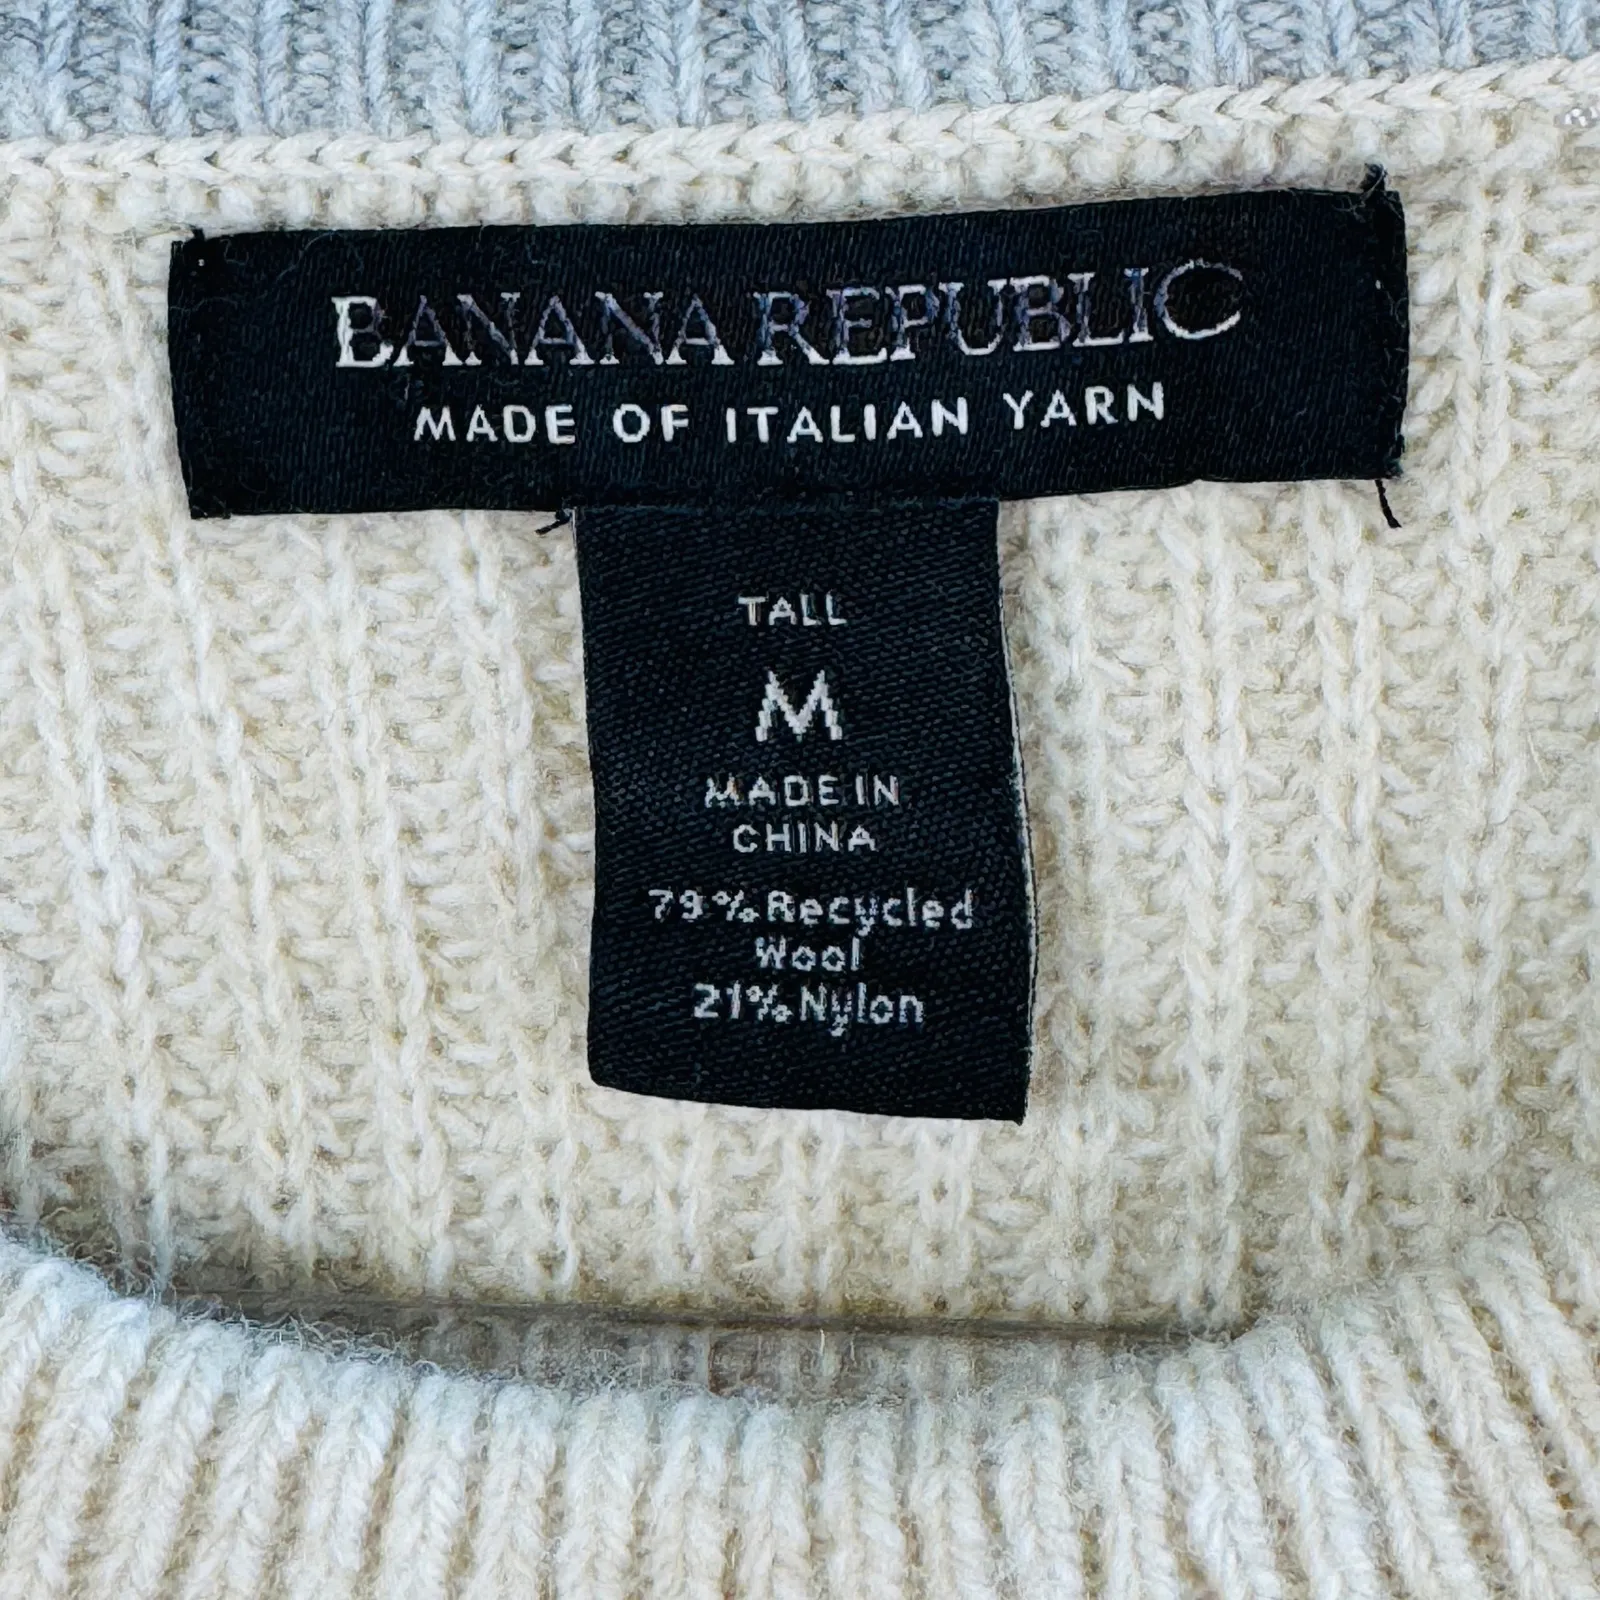 BANANA REPUBLIC
MADE OF ITALIAN YARN
TALL
M
MADE IN
CHINA
79% Recycled
Wool
21% Nylon